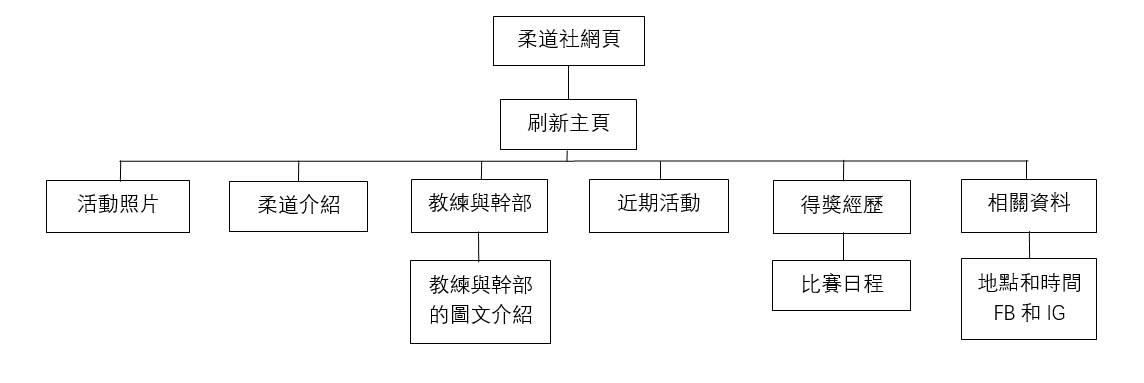 柔道社網頁
刷新主頁
活動照片
柔道介紹
教練與幹部
近期活動
得獎經歷
相關資料
教練與幹部
的圖文介紹
比賽日程
地點和時間
FB 和 IG